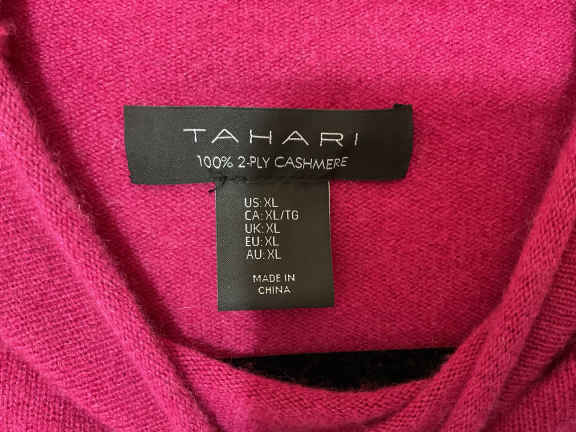 TAHARI
100% 2-PLY CASHMERE
US: XL
CA: XL/TG
UK: XL
EU: XL
AU: XL
MADE IN
CHINA